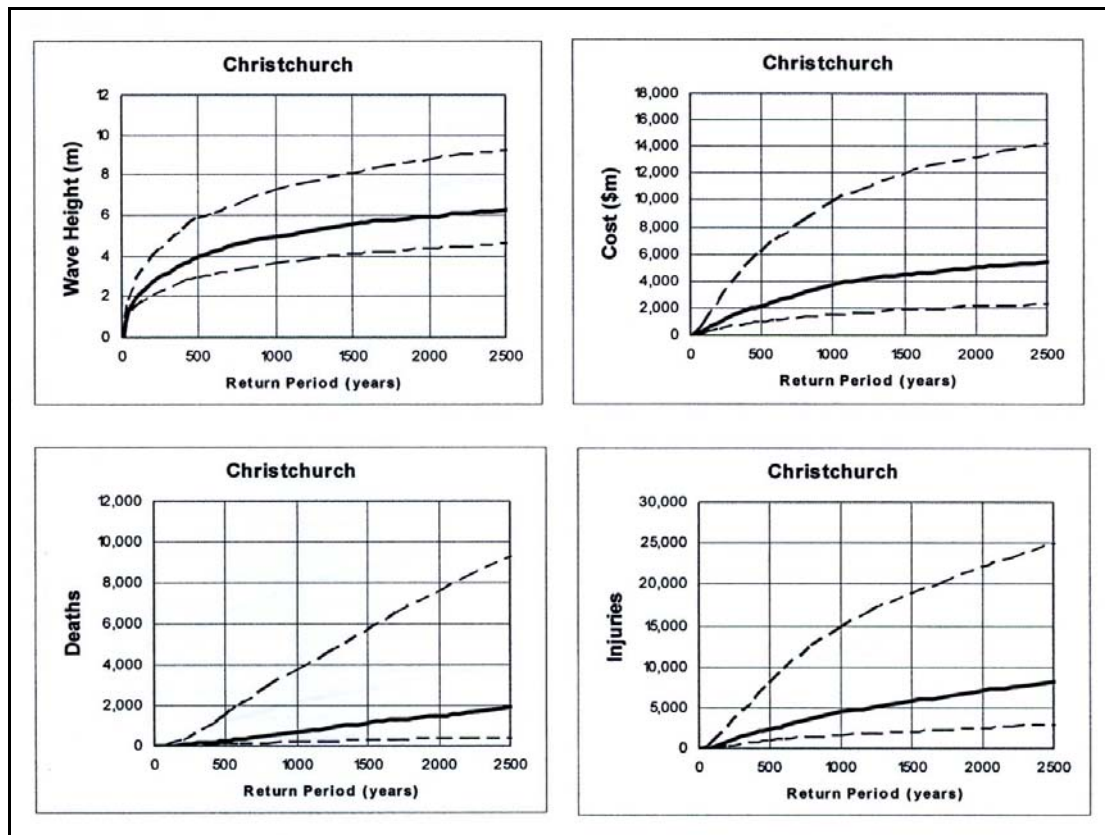 Christchurch
12
10
8
6
4
2
0
Wave Height (m)
0 500 1000 1500 2000 2500
Return Period (years)
Christchurch
18,000
16,000
14,000
12,000
10,000
8,000
6,000
4,000
2,000
0
Cost ($m)
0 500 1000 1500 2000 2500
Return Period (years)
Christchurch
12,000
10,000
8,000
6,000
4,000
2,000
0
Deaths
0 500 1000 1500 2000 2500
Return Period (years)
Christchurch
30,000
25,000
20,000
15,000
10,000
5,000
0
Injuries
0 500 1000 1500 2000 2500
Return Period (years)